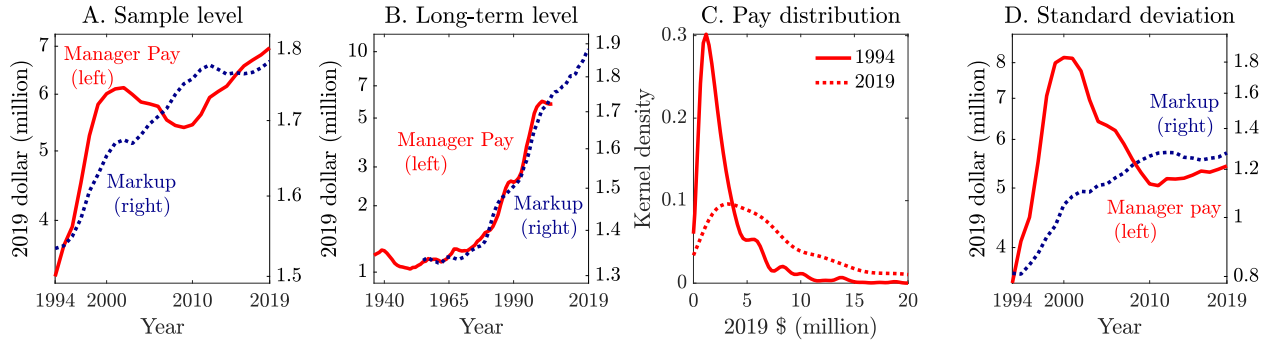 A. Sample level
7
6
5
4
1.8
1.7
1.6
1.5
Manager Pay
(left)
Markup
(right)
2019 dollar (million)
1994
2000
2010
2019
Year
B. Long-term level
10
7
5
3
2
1
1.9
1.8
1.7
1.6
1.5
1.4
1.3
Manager Pay
(left)
Markup
(right)
2019 dollar (million)
1940
1965
1990
2019
Year
C. Pay distribution
0.3
0.2
0.1
0
1994
2019
Kernel density
0
5
10
15
20
2019 $ (million)
D. Standard deviation
8
7
6
5
4
1.8
1.6
1.4
1.2
1
0.8
Markup
(right)
Manager pay
(left)
2019 dollar (million)
1994
2000
2010
2019
Year